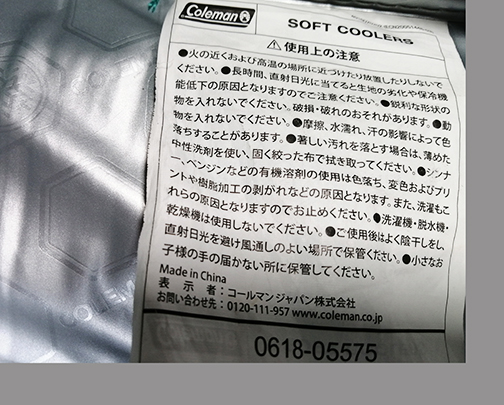 Coleman
SOFT COOLERS
⚠使用上の注意
●火の近くおよび高温の場所に近づけたり放置したりしないで
ください。●長時間、直射日光に当てると生地の劣化や保冷機
能低下の原因となりますのでご注意ください。●鋭利な形状の
物を入れないでください。破損・破れのおそれがあります。●動
物を入れないでください。●摩擦、水濡れ、汗の影響によって色
落ちすることがあります。●著しい汚れを落とす場合は、薄めた
中性洗剤を使い、固く絞った布で拭き取ってください。●シンナ
ー、ベンジンなどの有機溶剤の使用は色落ち、変色およびプリ
ントや樹脂加工の剥がれなどの原因となります。また、洗濯もこ
れらの原因となりますのでお止めください。●洗濯機・脱水機・
乾燥機は使用しないでください。●ご使用後はよく陰干しをし、
直射日光を避け風通しのよい場所で保管ください。●小さなお
子様の手の届かない所に保管してください。
Made in China
表 示 者：コールマンジャパン株式会社
お問い合わせ先：0120-111-957 www.coleman.co.jp
0618-05575